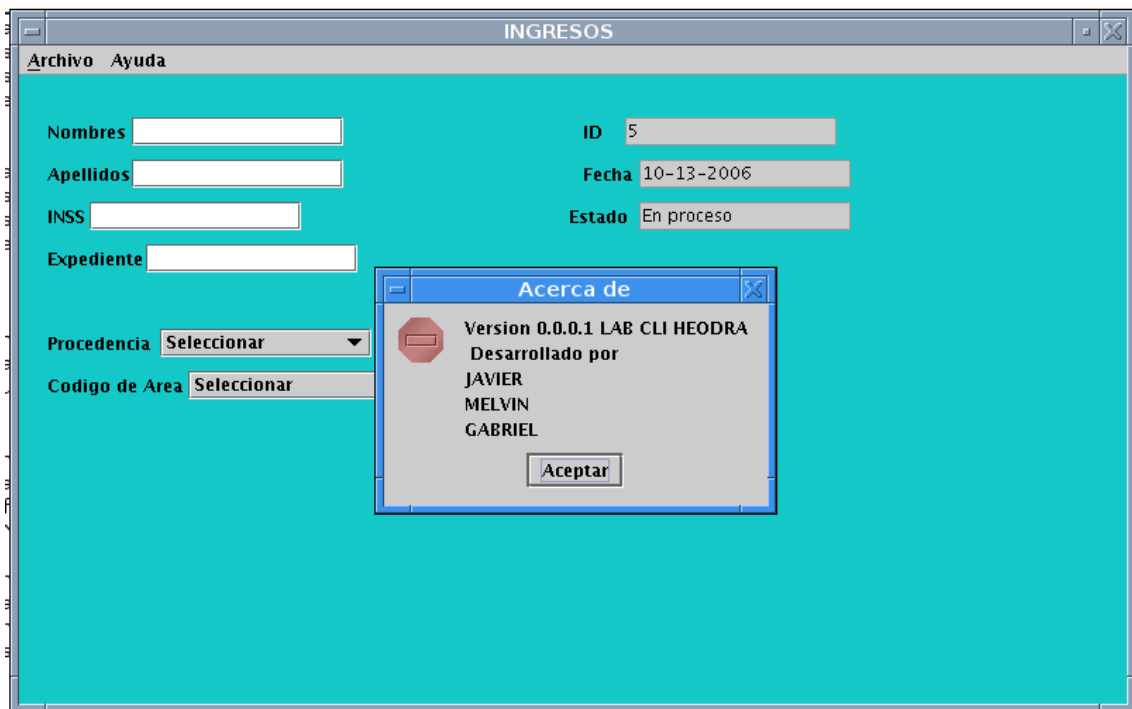 INGRESOS
Archivo Ayuda
Nombres
ID 5
Apellidos
Fecha 10-13-2006
INSS
Estado En proceso
Expediente
Procedencia Seleccionar
Codigo de Area Seleccionar
Acerca de
Version 0.0.0.1 LAB CLI HEODRA
Desarrollado por
JAVIER
MELVIN
GABRIEL
Aceptar